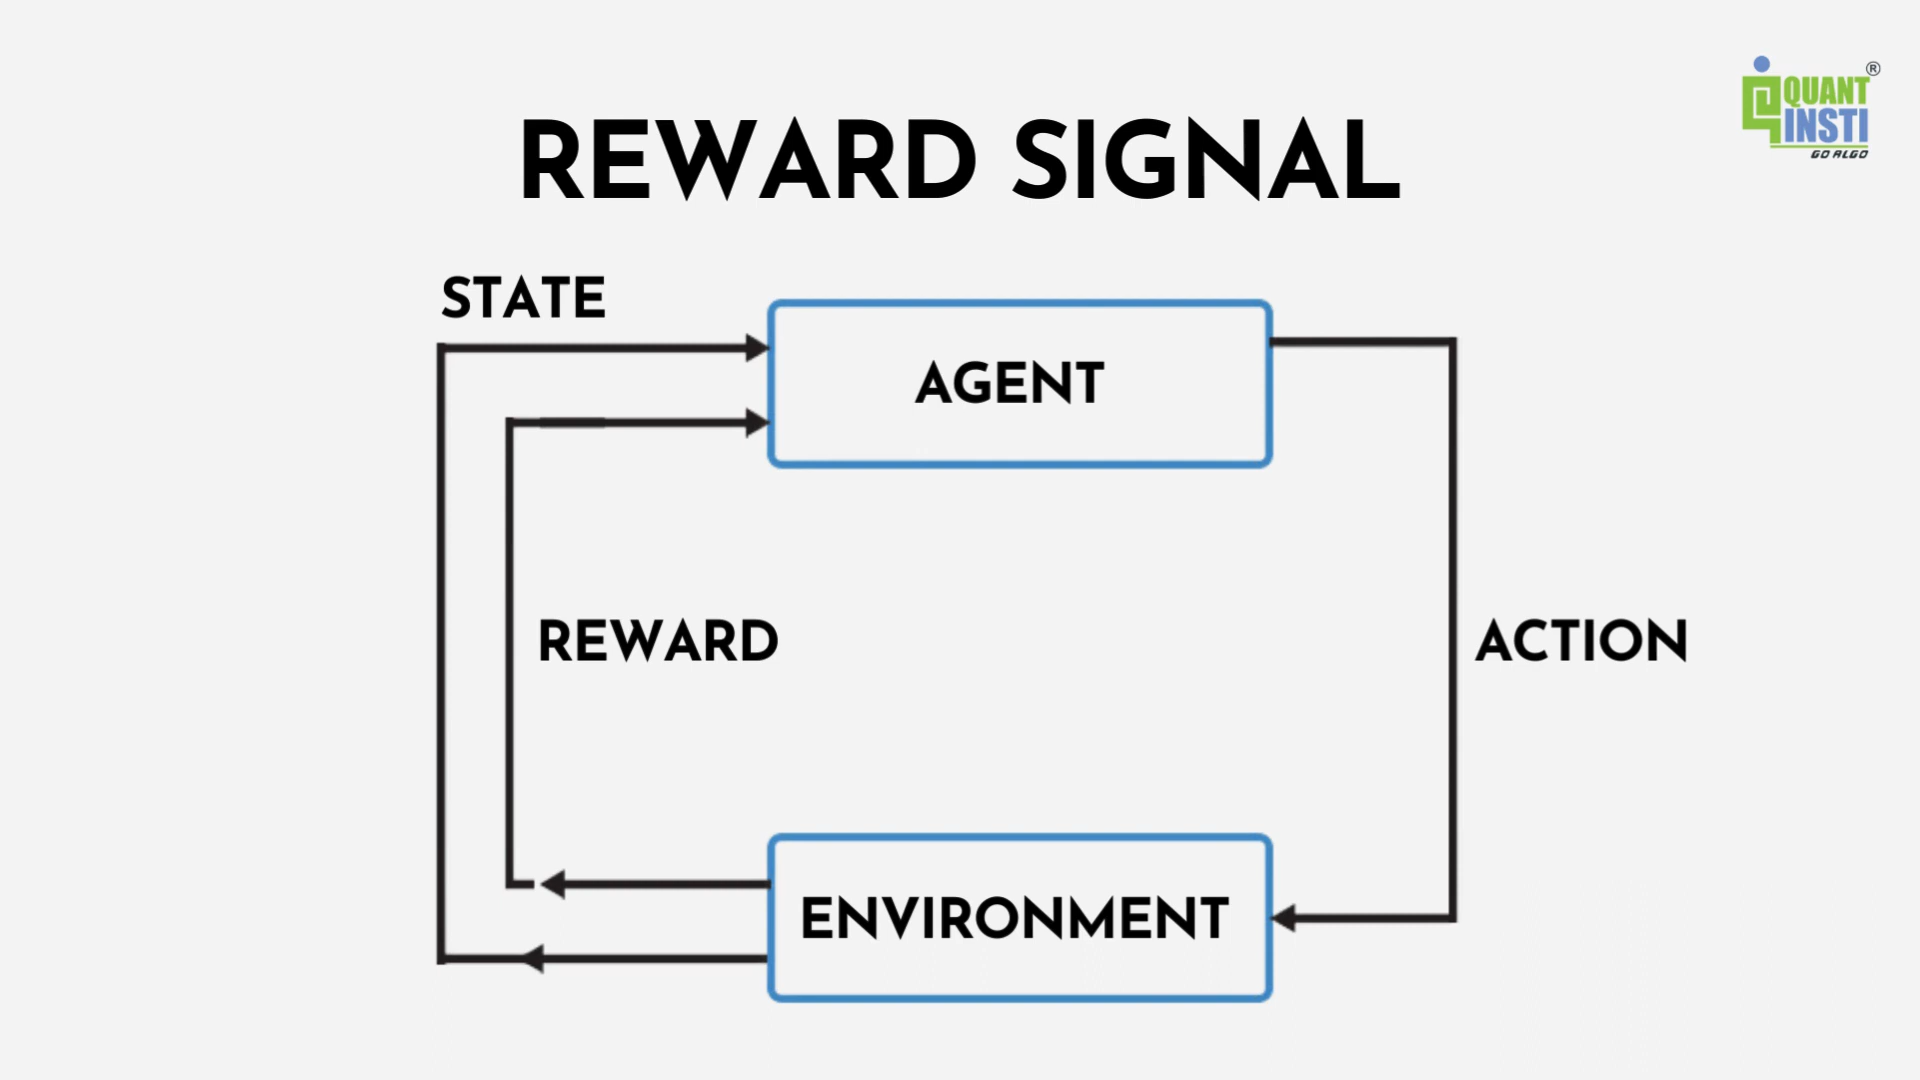 QUANT
INSTI
®
GO ALGO
REWARD SIGNAL
STATE
AGENT
REWARD
ACTION
ENVIRONMENT